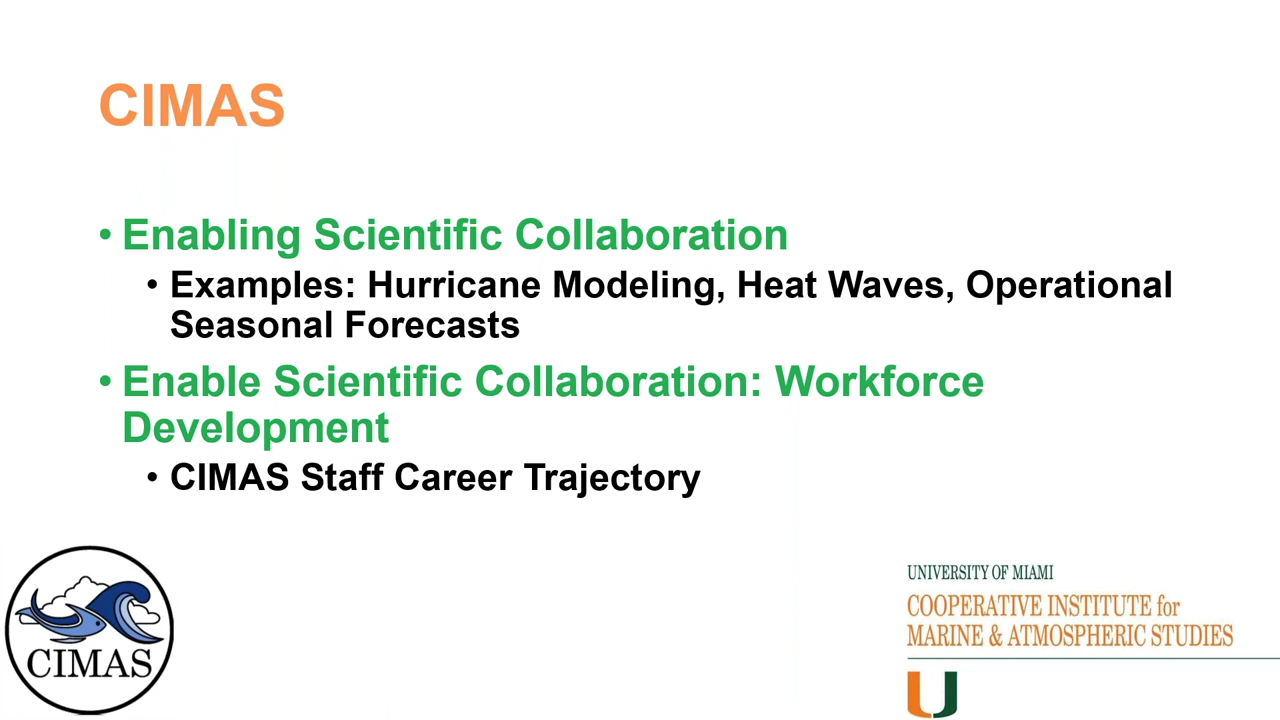 CIMAS
• Enabling Scientific Collaboration
• Examples: Hurricane Modeling, Heat Waves, Operational
Seasonal Forecasts
• Enable Scientific Collaboration: Workforce
Development
• CIMAS Staff Career Trajectory
CIMAS
UNIVERSITY OF MIAMI
COOPERATIVE INSTITUTE for
MARINE & ATMOSPHERIC STUDIES
U